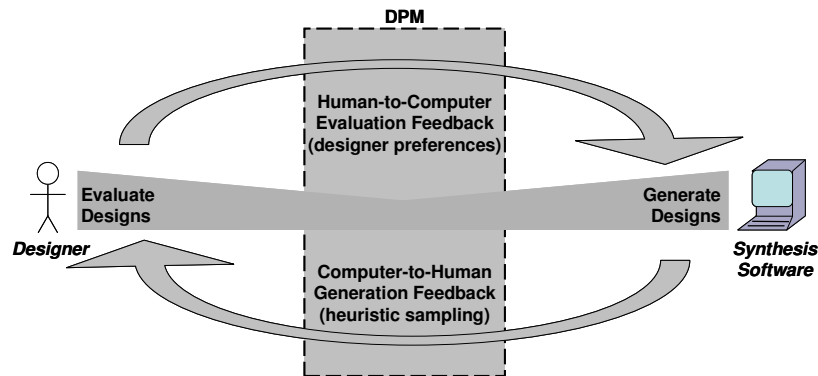 DPM
Human-to-Computer
Evaluation Feedback
(designer preferences)
Evaluate
Designs
Generate
Designs
Designer
Synthesis
Software
Computer-to-Human
Generation Feedback
(heuristic sampling)